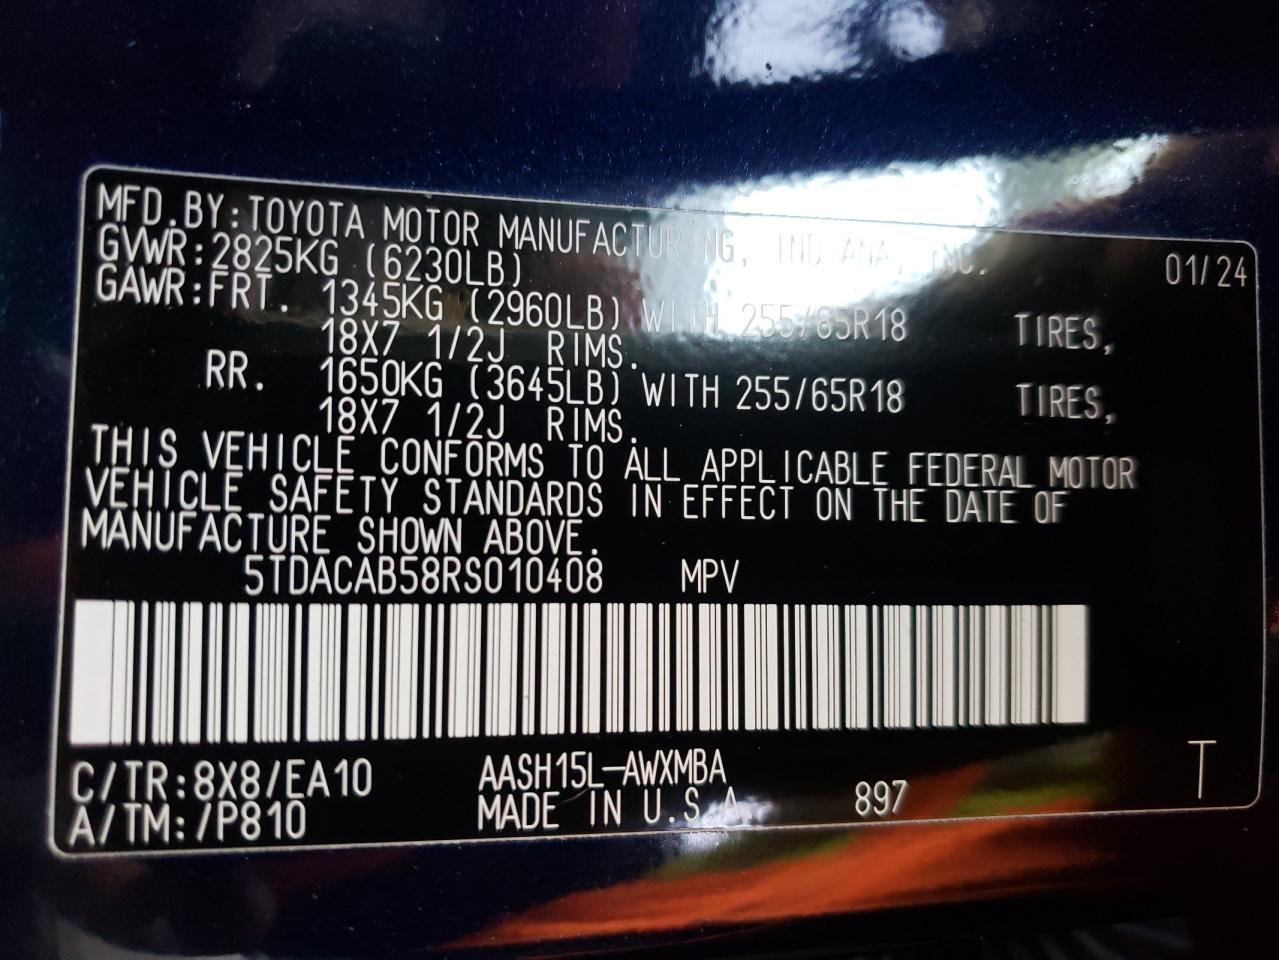 MFD.BY:TOYOTA MOTOR MANUFACTURING, INDIANA, INC. 01/24
GVWR:2825KG (6230LB)
GAWR:FRT. 1345KG (2960LB) WITH 255/65R18 TIRES,
18X7 1/2J RIMS.
RR. 1650KG (3645LB) WITH 255/65R18 TIRES,
18X7 1/2J RIMS.
THIS VEHICLE CONFORMS TO ALL APPLICABLE FEDERAL MOTOR
VEHICLE SAFETY STANDARDS IN EFFECT ON THE DATE OF
MANUFACTURE SHOWN ABOVE.
5TDACAB58RS010408 MPV
C/TR:8X8/EA10 AASH15L-AWXMBA T
A/TM:/P810 MADE IN U.S.A. 897